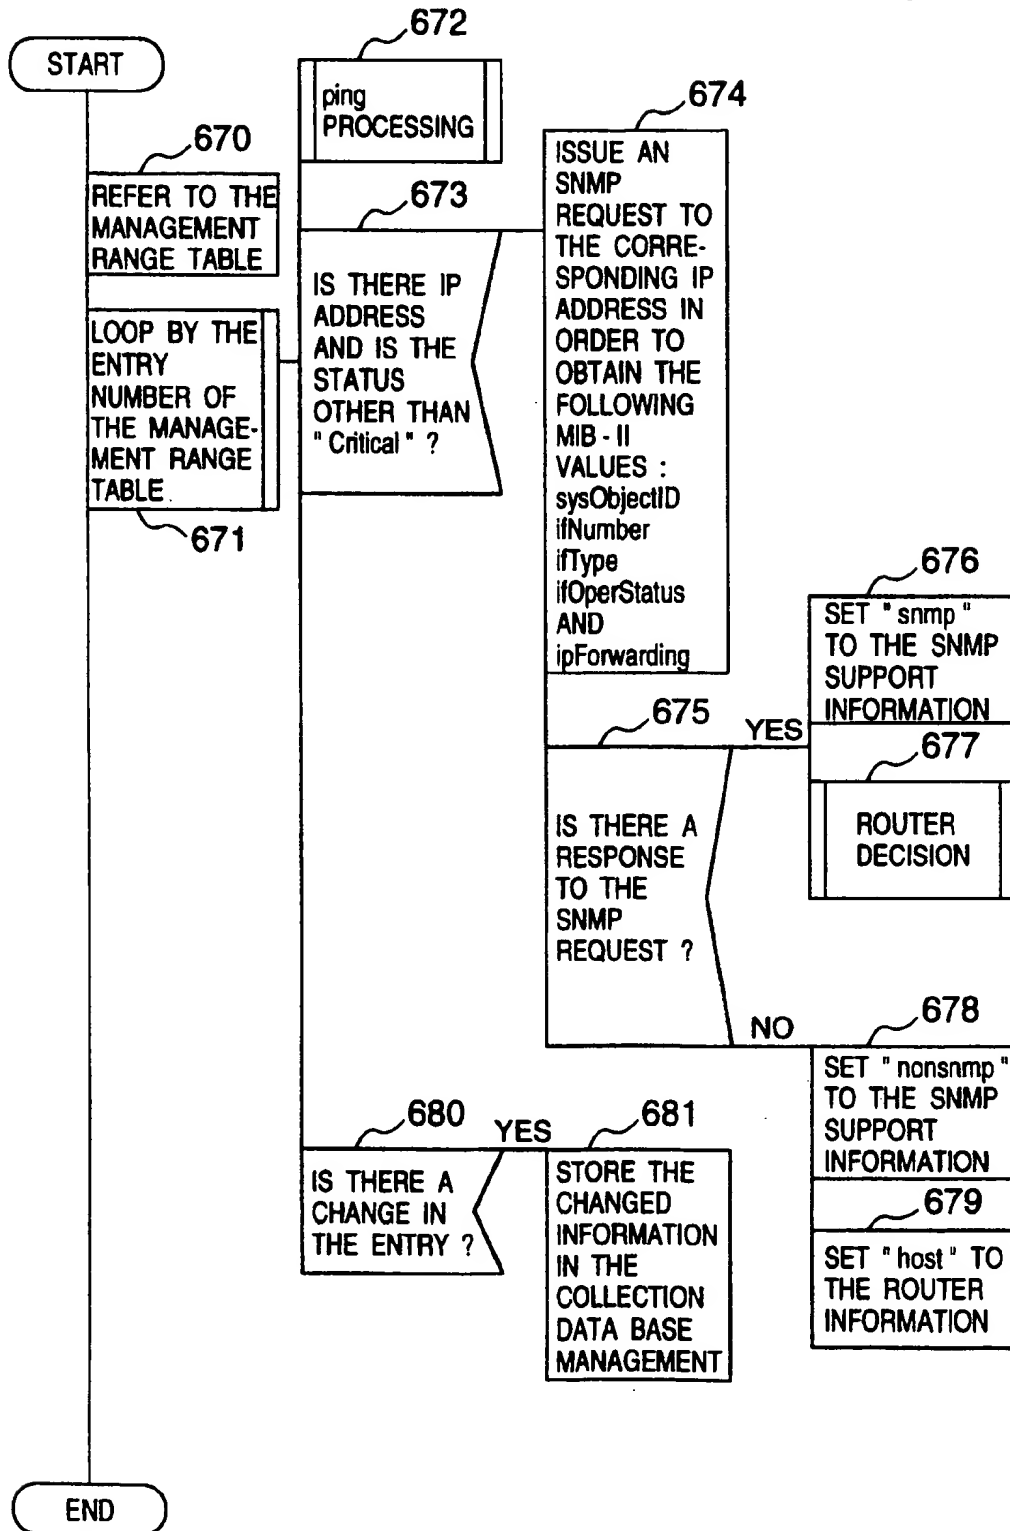 START
670
REFER TO THE
MANAGEMENT
RANGE TABLE
LOOP BY THE
ENTRY
NUMBER OF
THE MANAGE-
MENT RANGE
TABLE
671
672
ping
PROCESSING
673
IS THERE IP
ADDRESS
AND IS THE
STATUS
OTHER THAN
" Critical " ?
674
ISSUE AN
SNMP
REQUEST TO
THE CORRE-
SPONDING IP
ADDRESS IN
ORDER TO
OBTAIN THE
FOLLOWING
MIB - II
VALUES :
sysObjectID
ifNumber
ifType
ifOperStatus
AND
ipForwarding
675
YES
IS THERE A
RESPONSE
TO THE
SNMP
REQUEST ?
NO
676
SET " snmp "
TO THE SNMP
SUPPORT
INFORMATION
677
ROUTER
DECISION
678
SET " nonsnmp "
TO THE SNMP
SUPPORT
INFORMATION
679
SET " host " TO
THE ROUTER
INFORMATION
680
YES
IS THERE A
CHANGE IN
THE ENTRY ?
681
STORE THE
CHANGED
INFORMATION
IN THE
COLLECTION
DATA BASE
MANAGEMENT
END